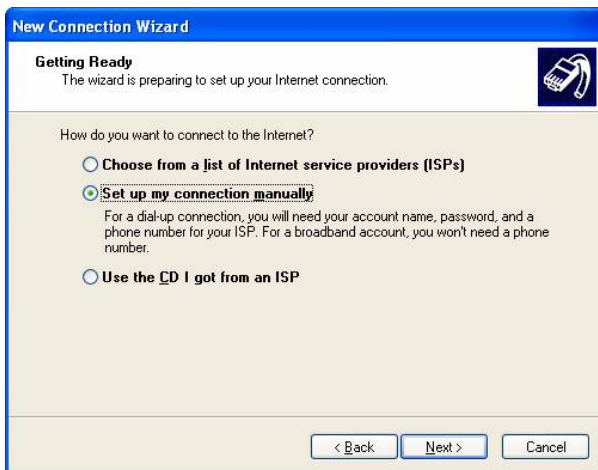 New Connection Wizard
Getting Ready
The wizard is preparing to set up your Internet connection.
How do you want to connect to the Internet?
Choose from a list of Internet service providers (ISPs)
Set up my connection manually
For a dial-up connection, you will need your account name, password, and a
phone number for your ISP. For a broadband account, you won't need a phone
number.
Use the CD I got from an ISP
< Back
Next >
Cancel